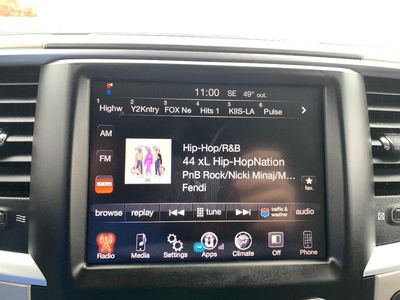 11:00 SE 49° out.
1 Highw 2 Y2Kntry 3 FOX Ne 4 Hits 1 5 KIIS-LA 6 Pulse
AM
FM
sxm
Hip-Hop/R&B
44 xL Hip-HopNation
PnB Rock/Nicki Minaj/M...
Fendi
fav.
browse replay tune traffic & weather audio
Radio Media Settings Apps Climate Off Phone